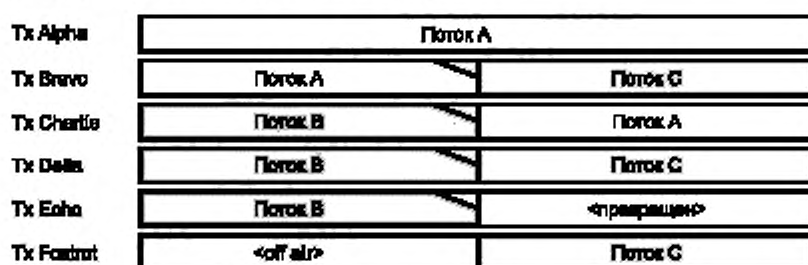 Tx Alpha Поток A
Tx Bravo Поток A Поток C
Tx Charlie Поток B Поток A
Tx Delta Поток B Поток C
Tx Echo Поток B <прекращен>
Tx Foxtrot <off air> Поток C